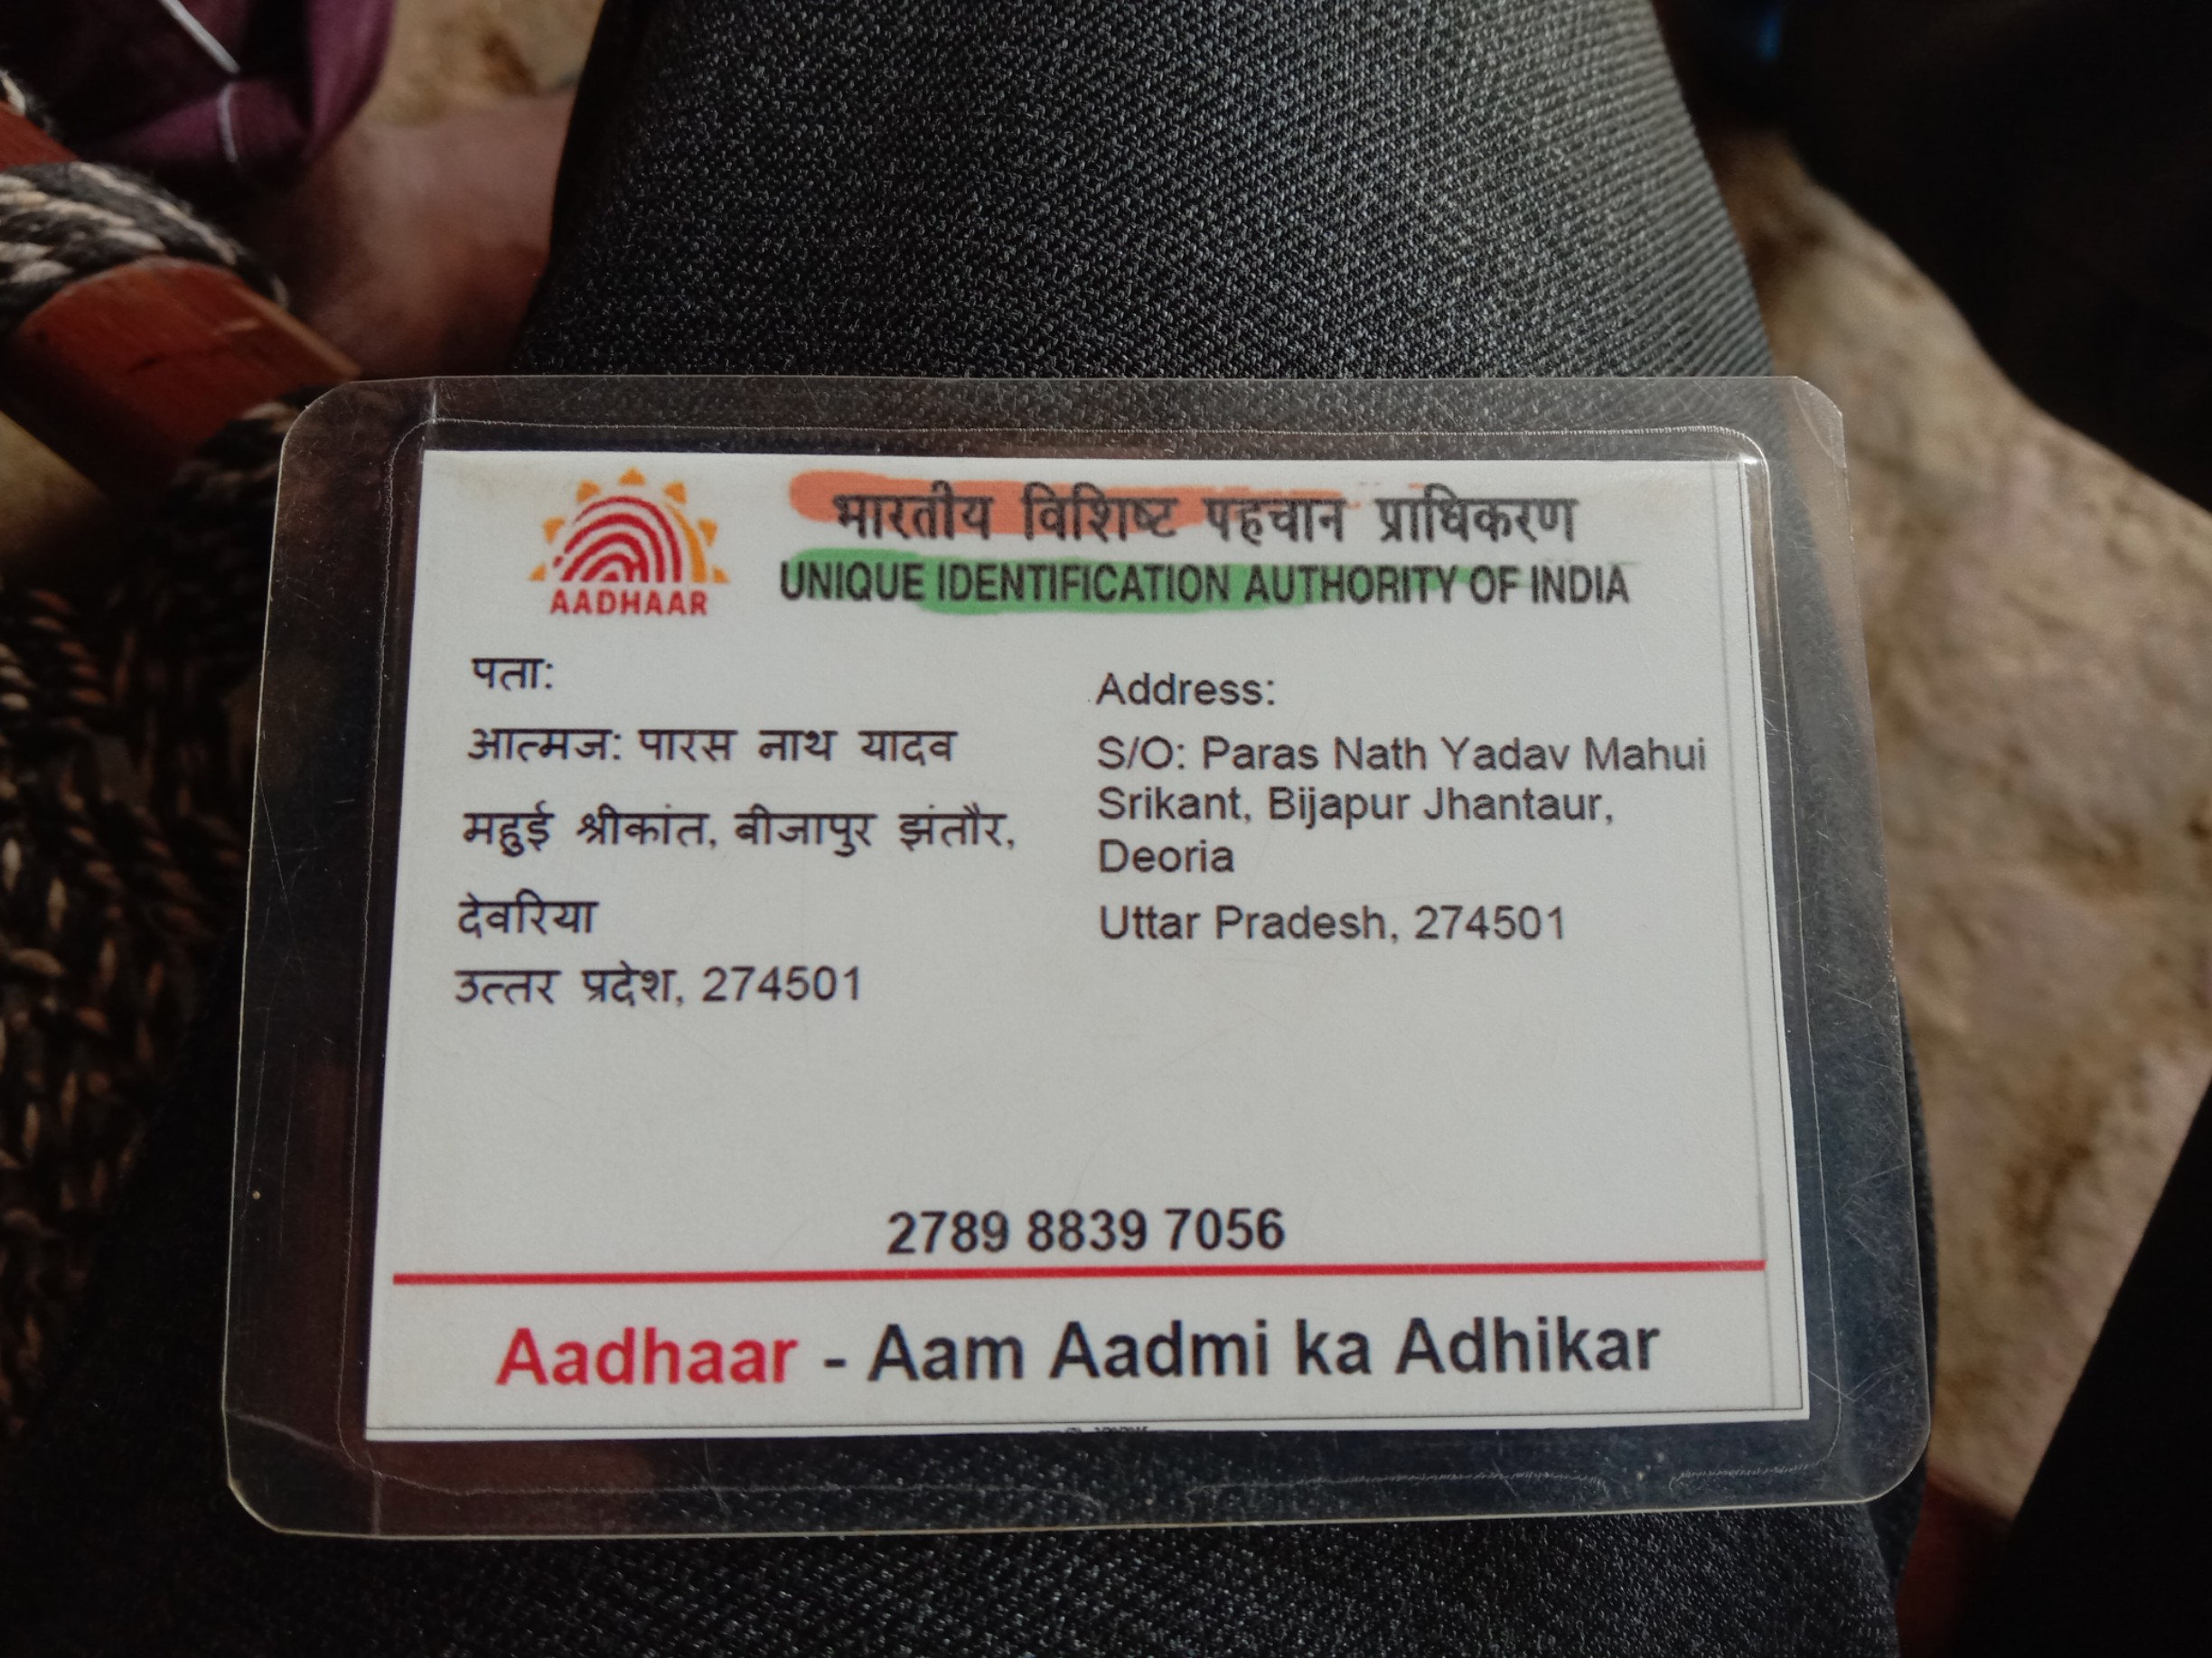 AADHAAR
भारतीय विशिष्ट पहचान प्राधिकरण
UNIQUE IDENTIFICATION AUTHORITY OF INDIA
पता:
आत्मज: पारस नाथ यादव
महुई श्रीकांत, बीजापुर झंतौर,
देवरिया
उत्तर प्रदेश, 274501
Address:
S/O: Paras Nath Yadav Mahui
Srikant, Bijapur Jhantaur,
Deoria
Uttar Pradesh, 274501
2789 8839 7056
Aadhaar - Aam Aadmi ka Adhikar